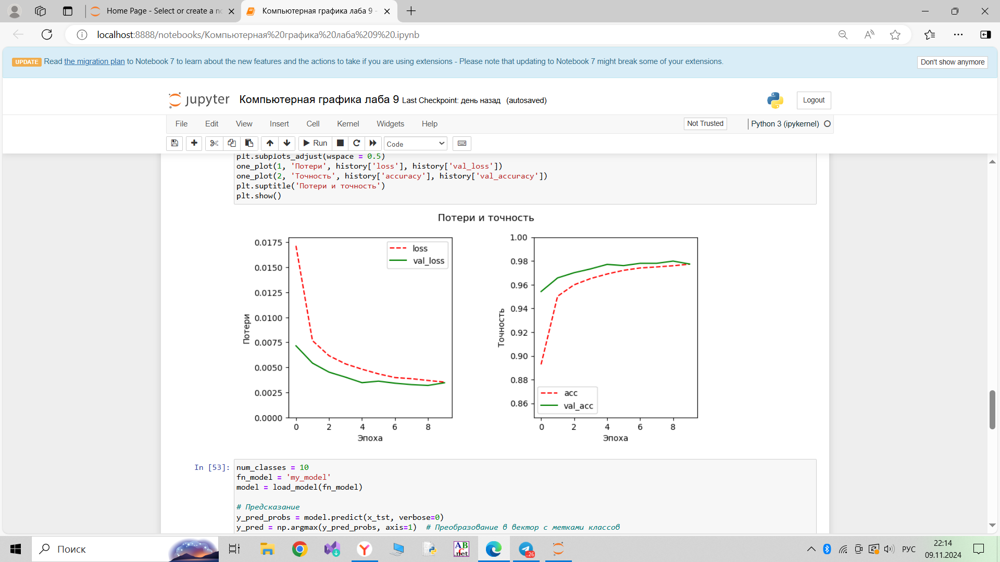 Home Page - Select or create a no
Компьютерная графика лаба 9 -
localhost:8888/notebooks/Компьютерная%20графика%20лаба%209%20.ipynb
UPDATE Read the migration plan to Notebook 7 to learn about the new features and the actions to take if you are using extensions - Please note that updating to Notebook 7 might break some of your extensions.
Don't show anymore
jupyter Компьютерная графика лаба 9 Last Checkpoint: день назад (autosaved)
Logout
File Edit View Insert Cell Kernel Widgets Help
Not Trusted
Python 3 (ipykernel)
Run
Code
plt.subplots_adjust(wspace = 0.5)
one_plot(1, 'Потери', history['loss'], history['val_loss'])
one_plot(2, 'Точность', history['accuracy'], history['val_accuracy'])
plt.suptitle('Потери и точность')
plt.show()
Потери и точность
0.0175
0.0150
0.0125
0.0100
0.0075
0.0050
0.0025
0.0000
Потери
loss
val_loss
0 2 4 6 8
Эпоха
1.00
0.98
0.96
0.94
0.92
0.90
0.88
0.86
Точность
acc
val_acc
0 2 4 6 8
Эпоха
In [53]:
num_classes = 10
fn_model = 'my_model'
model = load_model(fn_model)
# Предсказание
y_pred_probs = model.predict(x_tst, verbose=0)
y_pred = np.argmax(y_pred_probs, axis=1)  # Преобразование в вектор с метками классов
Поиск
ABC.net
..26
РУС
22:14
09.11.2024